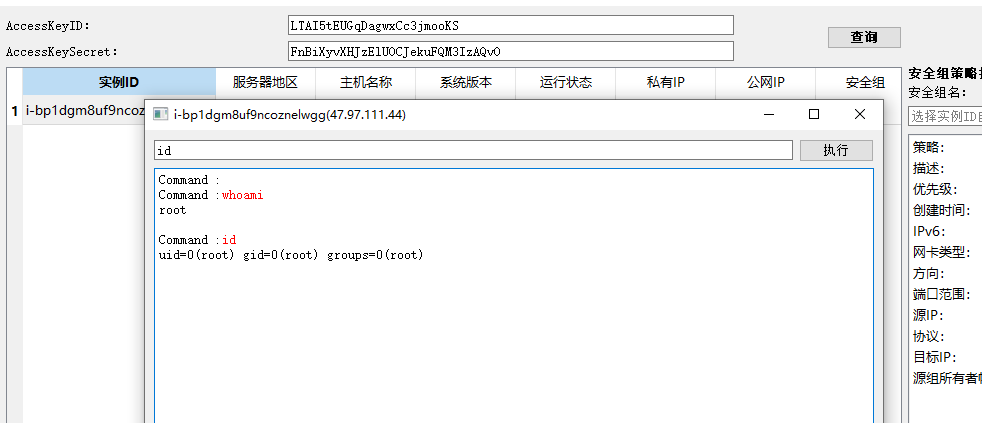 AccessKeyID:
LTAI5tEUGqDagwxCc3jmooKS
查询
AccessKeySecret:
实例ID 服务器地区 主机名称 系统版本 运行状态 私有IP 公网IP 安全组
1 i-bp1dgm8uf9ncoz
i-bp1dgm8uf9ncoznelwgg(47.97.111.44)
id 执行
Command :
Command :whoami
root
Command :id
uid=0(root) gid=0(root) groups=0(root)
安全组策略
安全组名:
选择实例ID
策略:
描述:
优先级:
创建时间:
IPv6:
网卡类型:
方向:
端口范围:
源IP:
协议:
目标IP:
源组所有者